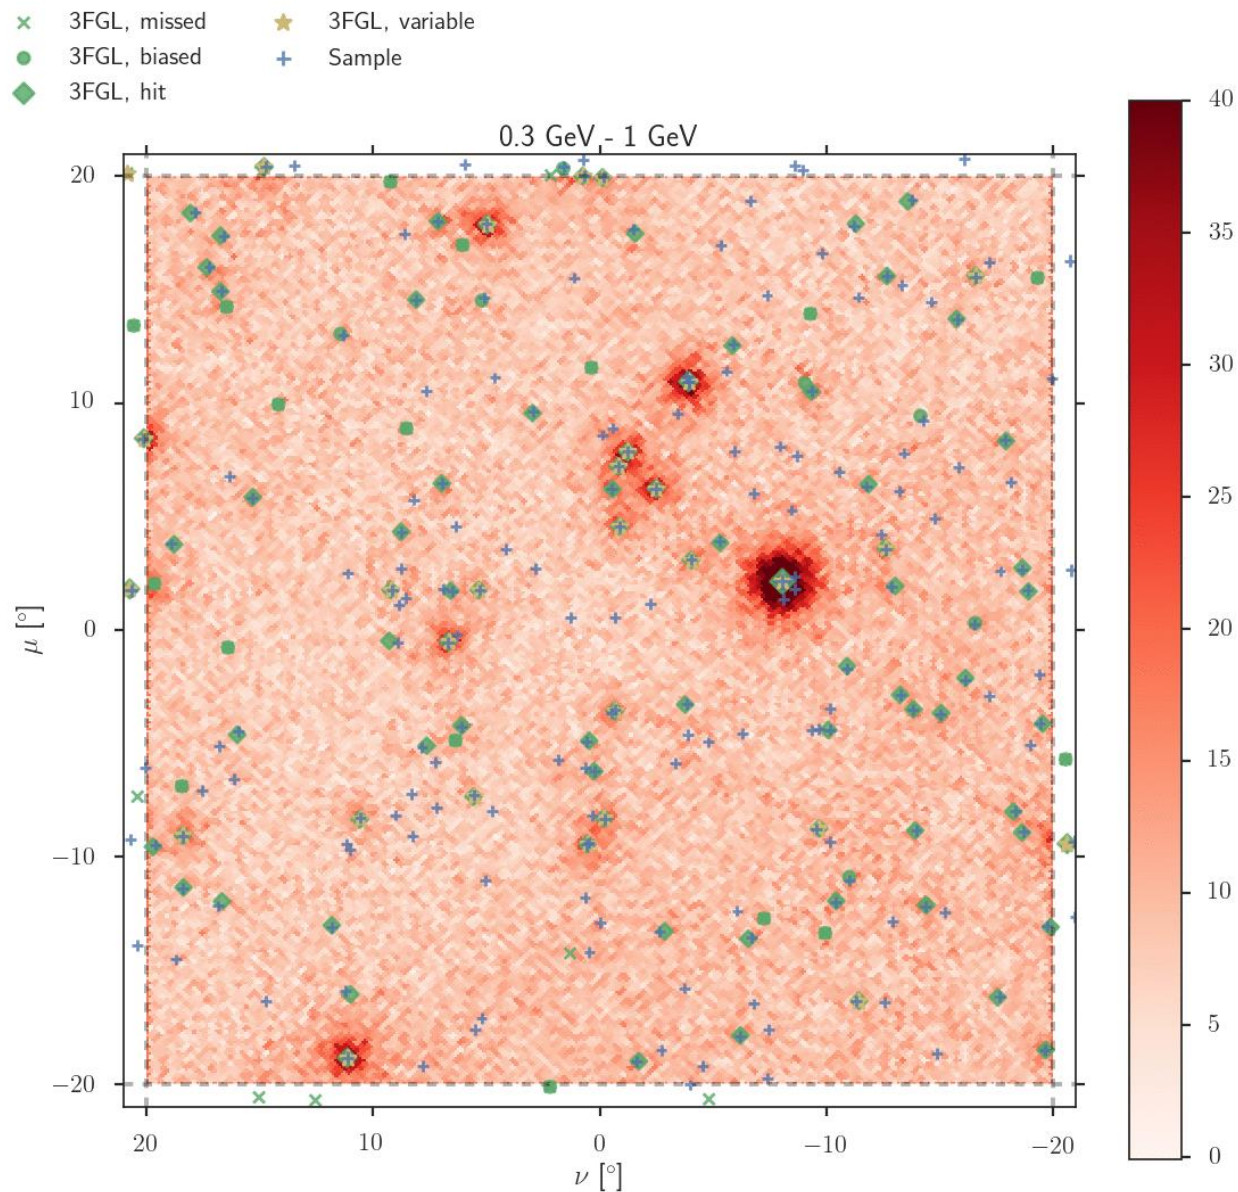 3FGL, missed
3FGL, variable
3FGL, biased
Sample
3FGL, hit
0.3 GeV - 1 GeV
20
10
0
−10
−20
μ [°]
20
10
0
−10
−20
ν [°]
40
35
30
25
20
15
10
5
0